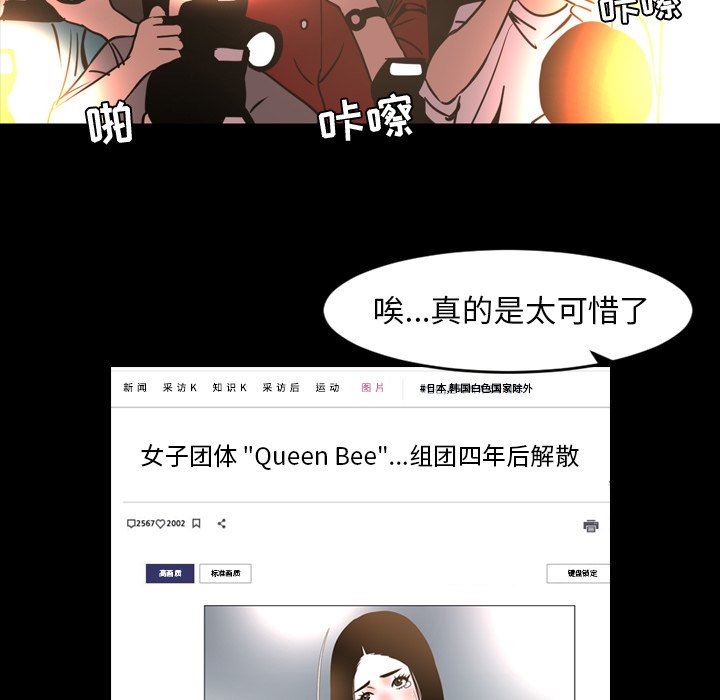 咔嚓
啪
咔嚓
唉...真的是太可惜了
新闻 采访K 知识K 采访后 运动 图片 #日本,韩国白色国家除外
女子团体 "Queen Bee"...组团四年后解散
2567 2002
高画质 标准画质 键盘锁定